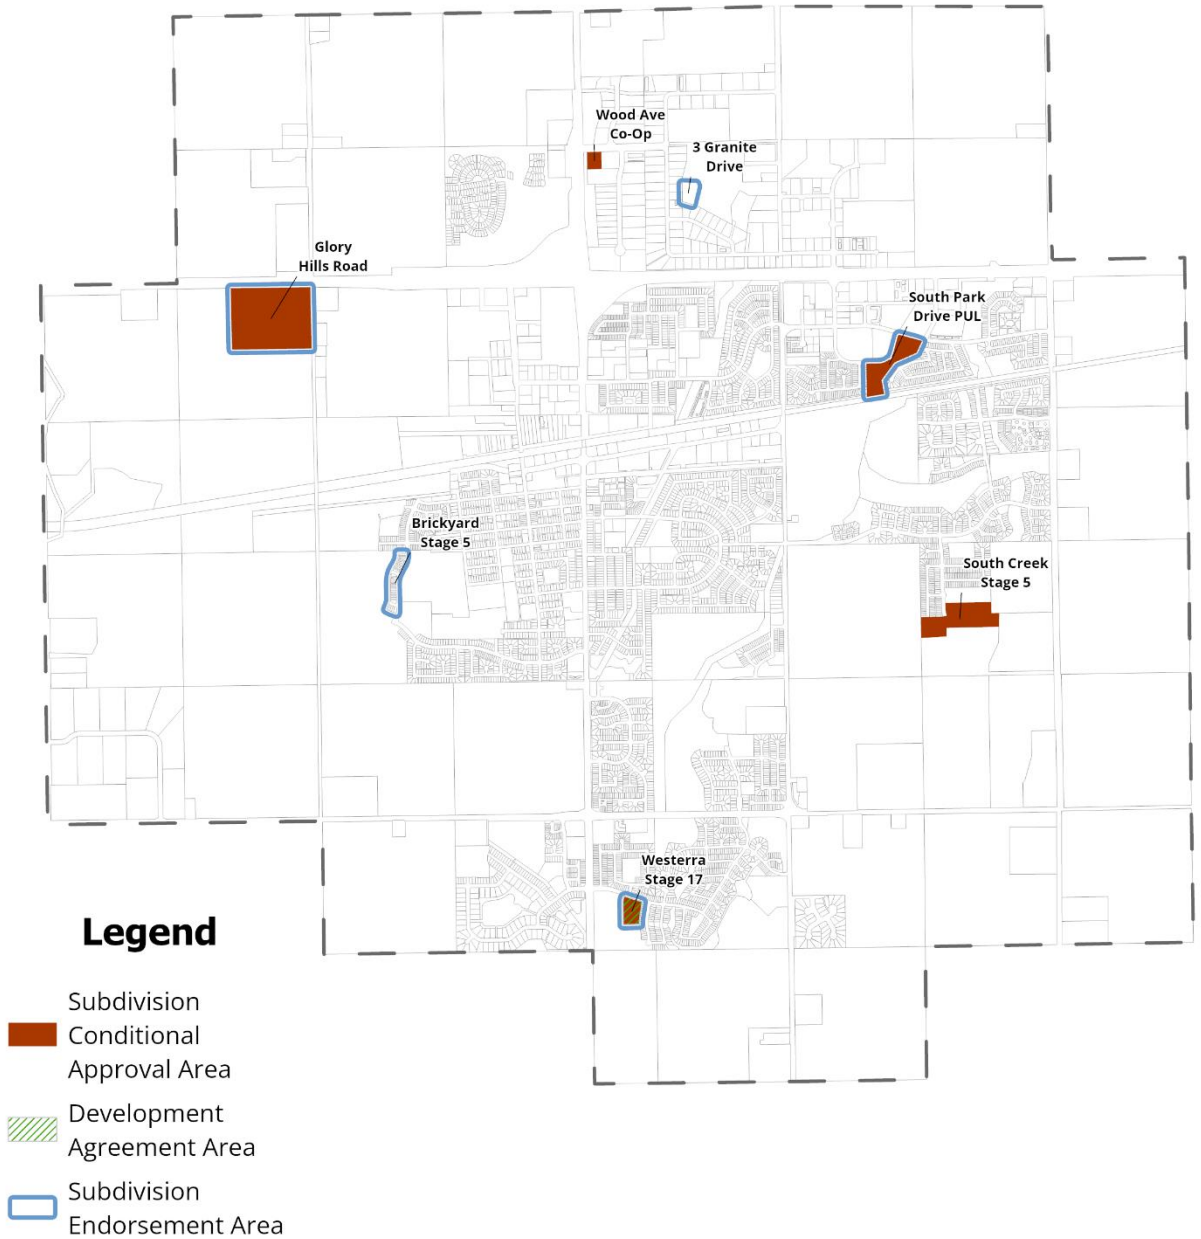 Wood Ave
Co-Op
3 Granite
Drive
Glory
Hills Road
South Park
Drive PUL
Brickyard
Stage 5
South Creek
Stage 5
Westerra
Stage 17
Legend
Subdivision
Conditional
Approval Area
Development
Agreement Area
Subdivision
Endorsement Area